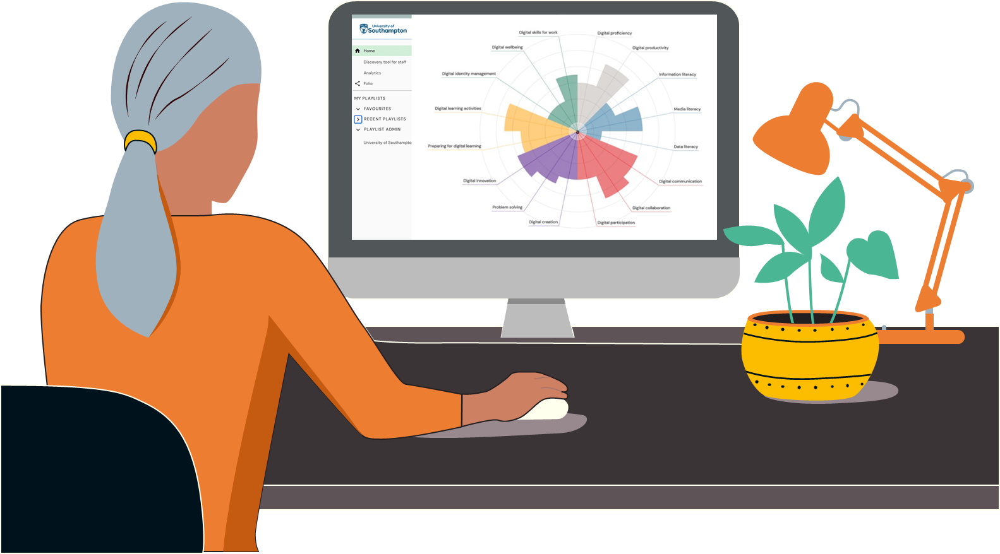 University of
Southampton
Home
Discovery tool for staff
Analytics
Folio
MY PLAYLISTS
FAVOURITES
RECENT PLAYLISTS
PLAYLIST ADMIN
University of Southampto
Digital skills for work
Digital proficiency
Digital wellbeing
Digital productivity
Digital identity management
Information literacy
Digital learning activities
Media literacy
Preparing for digital learning
Data literacy
Digital innovation
Digital communication
Problem solving
Digital collaboration
Digital creation
Digital participation